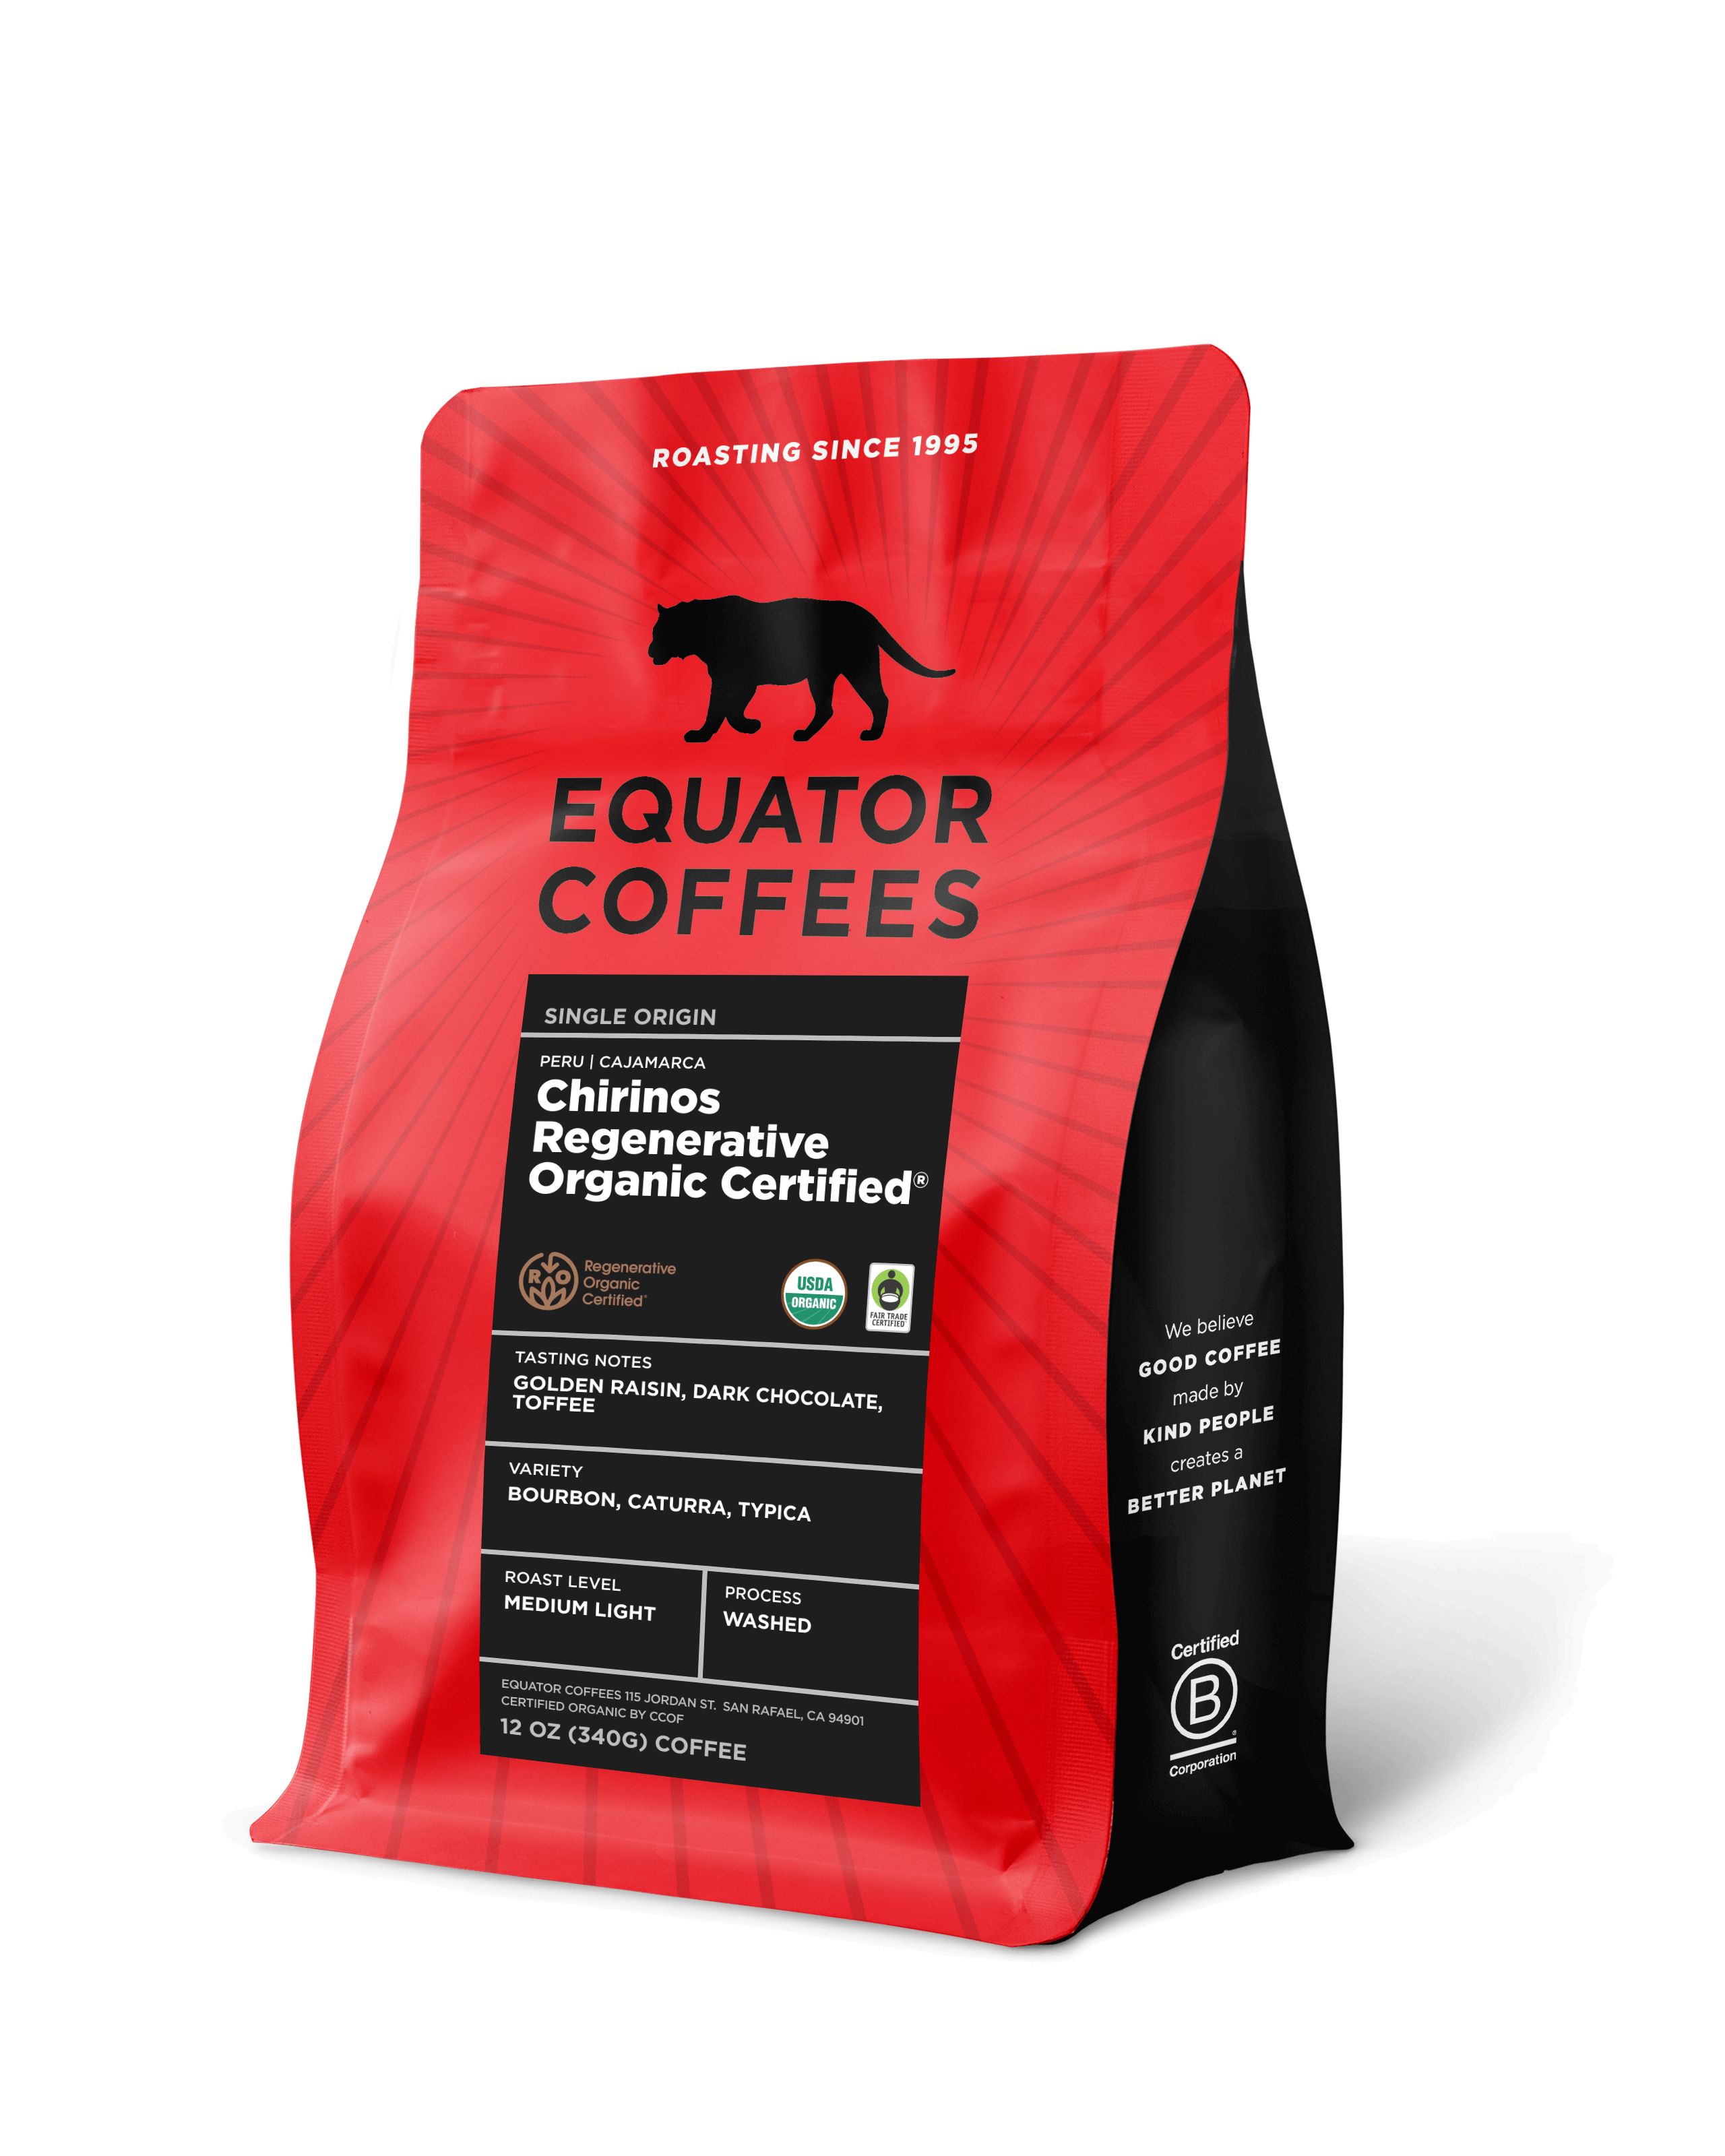 ROASTING SINCE 1995
EQUATOR
COFFEES
SINGLE ORIGIN
PERU | CAJAMARCA
Chirinos
Regenerative
Organic Certified®
RO
Regenerative
Organic
Certified®
USDA
ORGANIC
FAIR TRADE
CERTIFIED
TASTING NOTES
GOLDEN RAISIN, DARK CHOCOLATE,
TOFFEE
VARIETY
BOURBON, CATURRA, TYPICA
ROAST LEVEL
MEDIUM LIGHT
PROCESS
WASHED
EQUATOR COFFEES 115 JORDAN ST. SAN RAFAEL, CA 94901
CERTIFIED ORGANIC BY CCOF
12 OZ (340G) COFFEE
We believe
GOOD COFFEE
made by
KIND PEOPLE
creates a
BETTER PLANET
Certified
B
®
Corporation